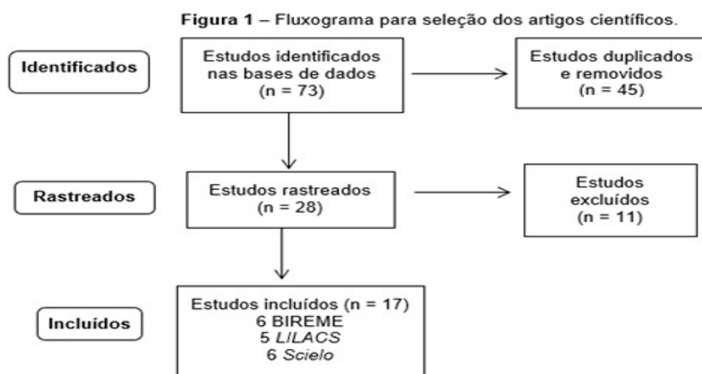 Figura 1 – Fluxograma para seleção dos artigos científicos.
Identificados
Estudos identificados
nas bases de dados
(n = 73)
Estudos duplicados
e removidos
(n = 45)
Rastreados
Estudos rastreados
(n = 28)
Estudos
excluídos
(n = 11)
Incluídos
Estudos incluídos (n = 17)
6 BIREME
5 LILACS
6 Scielo